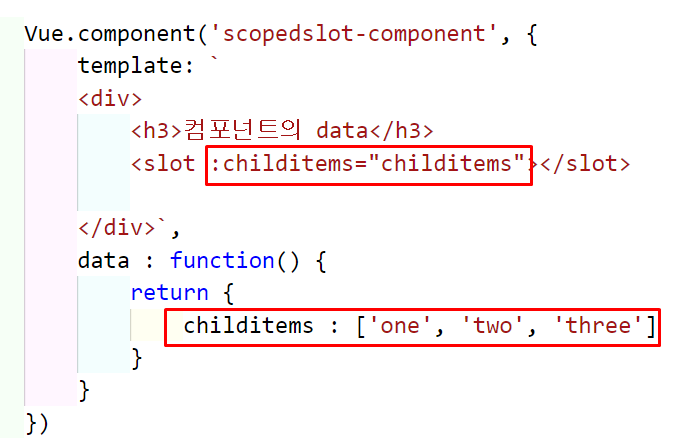 Vue.component('scopedslot-component', {
template: `
<div>
<h3>컴포넌트의 data</h3>
<slot :childitems="childitems"></slot>
</div>`,
data : function() {
return {
childitems : ['one', 'two', 'three']
}
}
})